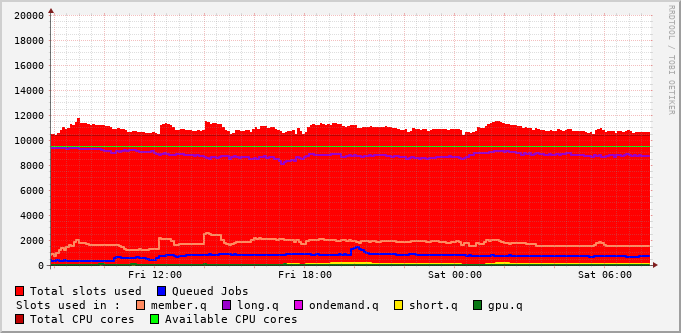 RRDTOOL / TOBI OETIKER
20000
18000
16000
14000
12000
10000
8000
6000
4000
2000
0
Fri 12:00 Fri 18:00 Sat 00:00 Sat 06:00
Total slots used Queued Jobs
Slots used in : member.q long.q ondemand.q short.q gpu.q
Total CPU cores Available CPU cores